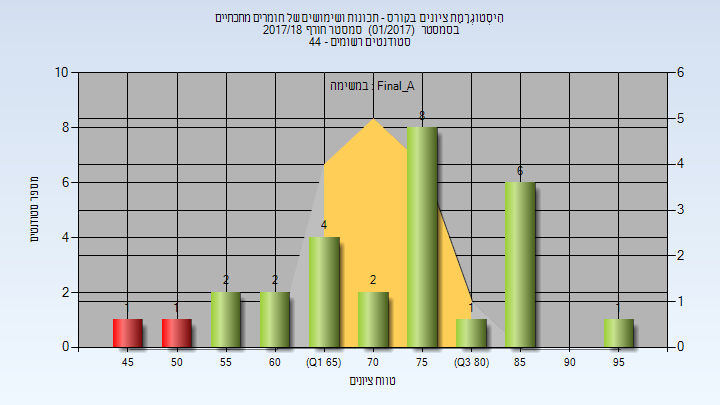 הִיסְטוֹגְרָמַת ציונים בקורס - תכונות ושימושים של חומרים מתכתיים
בסמסטר (01/2017) סמסטר חורף 2017/18
סטודנטים רשומים - 44
במשימה : Final_A
מספר סטודנטים
10 8 6 4 2 0
6 5 4 3 2 1 0
1 1 2 2 4 2 8 1 6 1
45 50 55 60 (Q1 65) 70 75 (Q3 80) 85 90 95
טווח ציונים